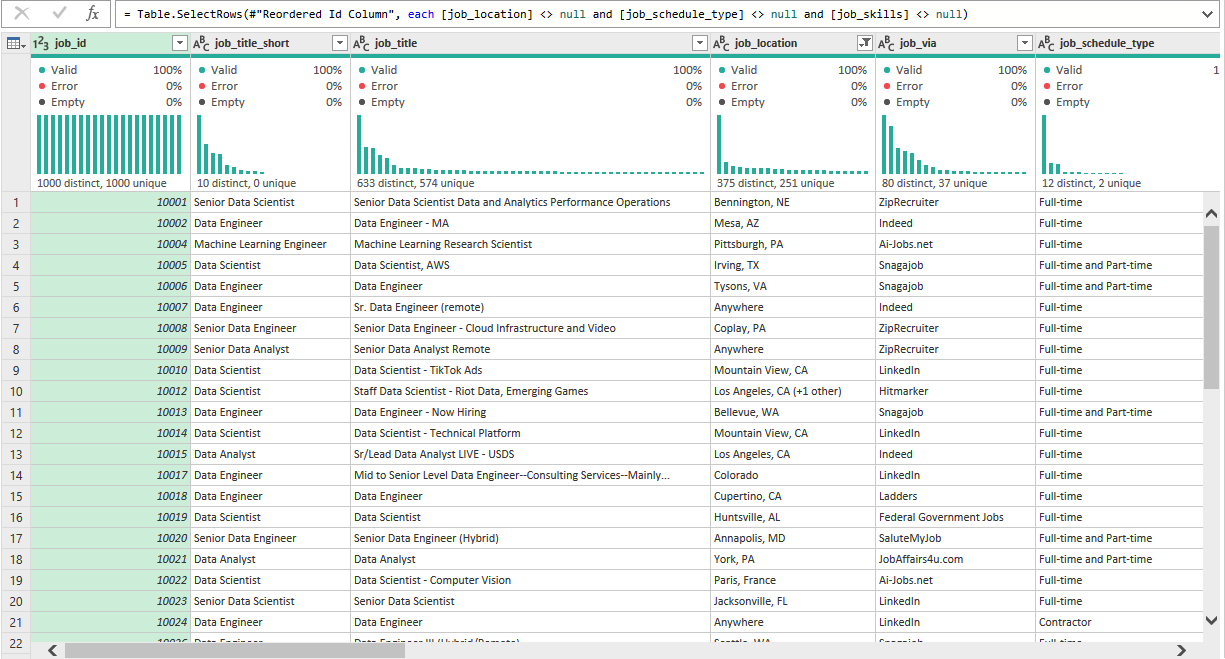 fx = Table.SelectRows(#"Reordered Id Column", each [job_location] <> null and [job_schedule_type] <> null and [job_skills] <> null)
1²3 job_id ABC job_title_short ABC job_title ABC job_location ABC job_via ABC job_schedule_type
Valid 100% Valid 100% Valid 100% Valid 100% Valid 100% Valid 1
Error 0% Error 0% Error 0% Error 0% Error 0% Error
Empty 0% Empty 0% Empty 0% Empty 0% Empty 0% Empty
1000 distinct, 1000 unique 10 distinct, 0 unique 633 distinct, 574 unique 375 distinct, 251 unique 80 distinct, 37 unique 12 distinct, 2 unique
1 10001 Senior Data Scientist Senior Data Scientist Data and Analytics Performance Operations Bennington, NE ZipRecruiter Full-time
2 10002 Data Engineer Data Engineer - MA Mesa, AZ Indeed Full-time
3 10004 Machine Learning Engineer Machine Learning Research Scientist Pittsburgh, PA Ai-Jobs.net Full-time
4 10005 Data Scientist Data Scientist, AWS Irving, TX Snagajob Full-time and Part-time
5 10006 Data Engineer Data Engineer Tysons, VA Snagajob Full-time and Part-time
6 10007 Data Engineer Sr. Data Engineer (remote) Anywhere Indeed Full-time
7 10008 Senior Data Engineer Senior Data Engineer - Cloud Infrastructure and Video Coplay, PA ZipRecruiter Full-time
8 10009 Senior Data Analyst Senior Data Analyst Remote Anywhere ZipRecruiter Full-time
9 10010 Data Scientist Data Scientist - TikTok Ads Mountain View, CA LinkedIn Full-time
10 10012 Data Scientist Staff Data Scientist - Riot Data, Emerging Games Los Angeles, CA (+1 other) Hitmarker Full-time
11 10013 Data Engineer Data Engineer - Now Hiring Bellevue, WA Snagajob Full-time and Part-time
12 10014 Data Scientist Data Scientist - Technical Platform Mountain View, CA LinkedIn Full-time
13 10015 Data Analyst Sr/Lead Data Analyst LIVE - USDS Los Angeles, CA Indeed Full-time
14 10017 Data Engineer Mid to Senior Level Data Engineer--Consulting Services--Mainly... Colorado LinkedIn Full-time
15 10018 Data Engineer Data Engineer Cupertino, CA Ladders Full-time
16 10019 Data Scientist Data Scientist Huntsville, AL Federal Government Jobs Full-time
17 10020 Senior Data Engineer Senior Data Engineer (Hybrid) Annapolis, MD SaluteMyJob Full-time and Part-time
18 10021 Data Analyst Data Analyst York, PA JobAffairs4u.com Full-time and Part-time
19 10022 Data Scientist Data Scientist - Computer Vision Paris, France Ai-Jobs.net Full-time
20 10023 Senior Data Scientist Senior Data Scientist Jacksonville, FL LinkedIn Full-time
21 10024 Data Engineer Data Engineer Anywhere LinkedIn Contractor
22